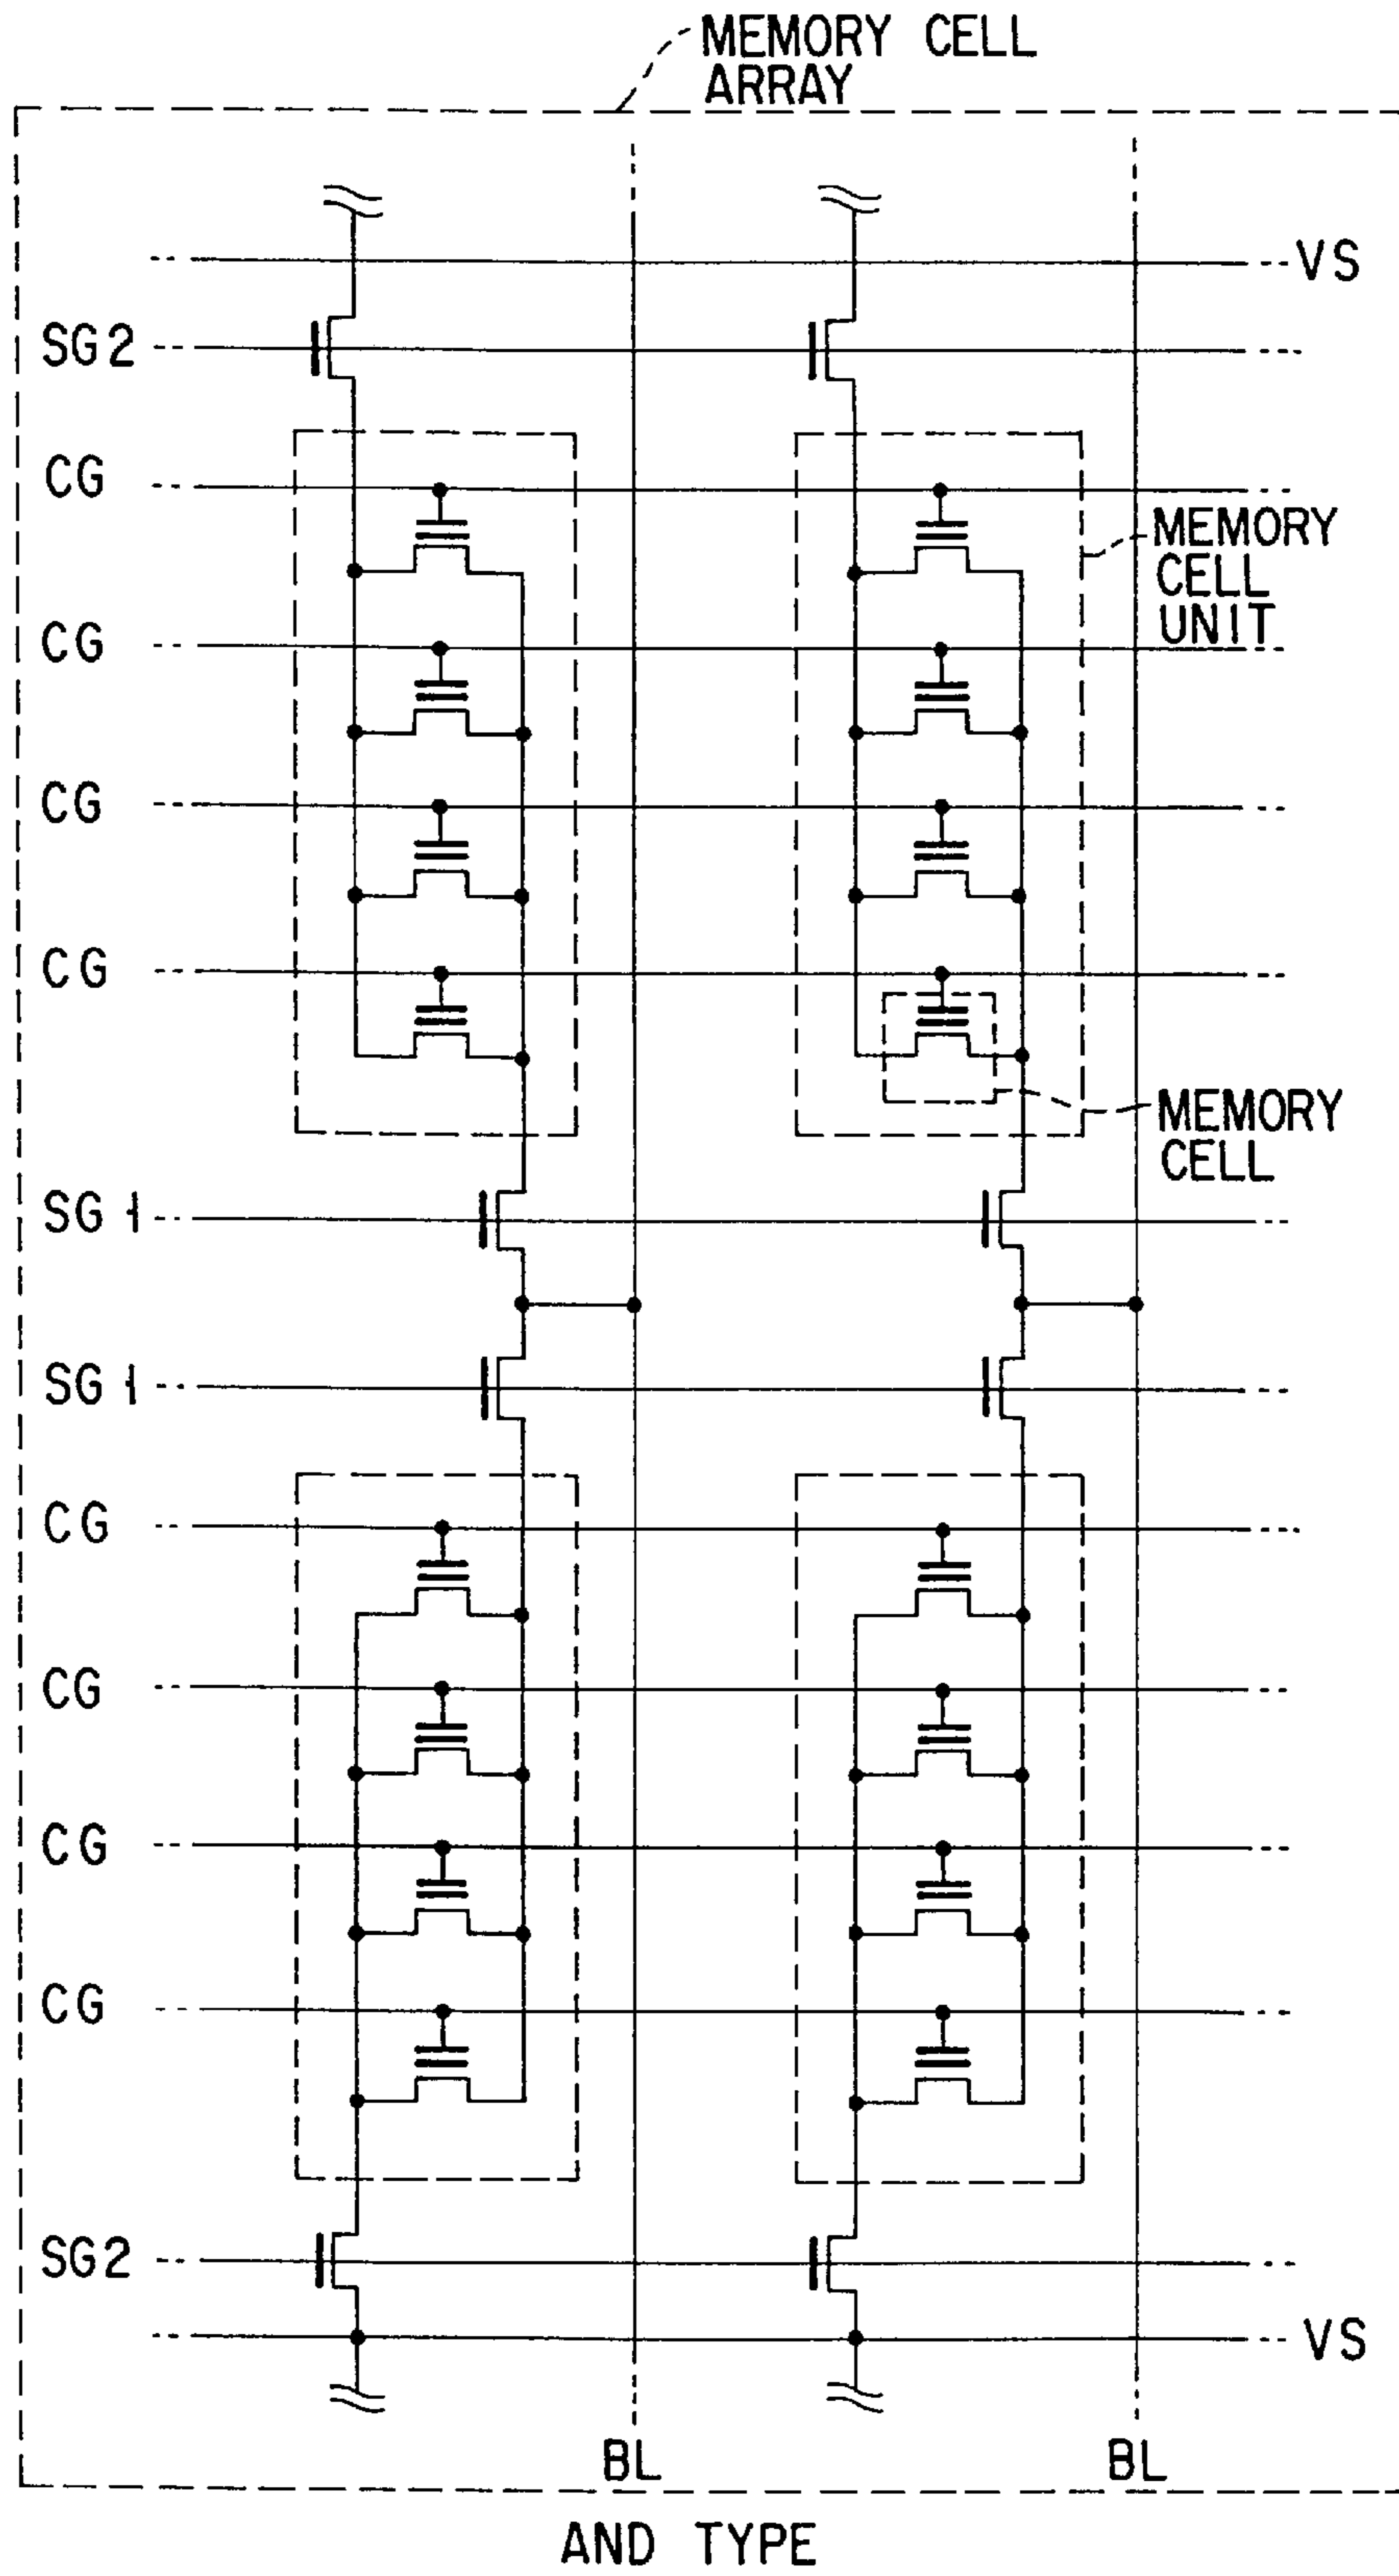 MEMORY CELL
ARRAY
VS
SG2
CG
MEMORY
CELL
UNIT
CG
CG
CG
MEMORY
CELL
SG1
SG1
CG
CG
CG
CG
SG2
VS
BL
BL
AND TYPE